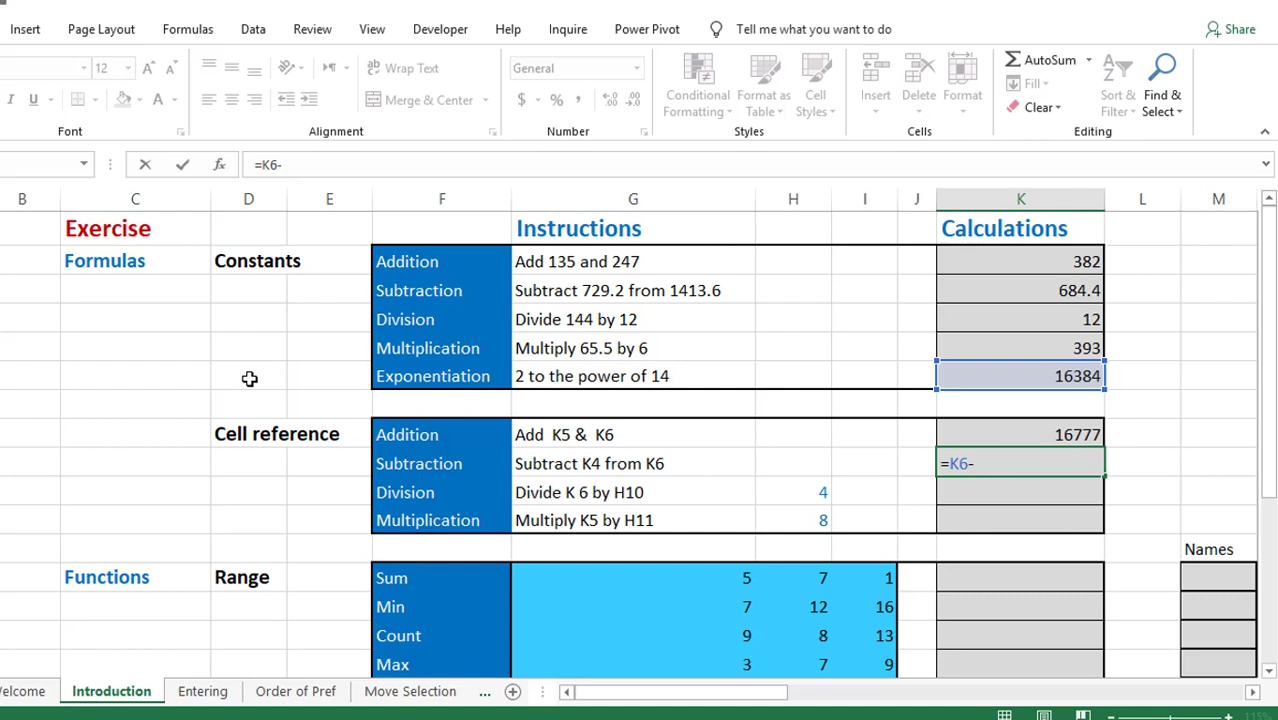 Insert Page Layout Formulas Data Review View Developer Help Inquire Power Pivot Tell me what you want to do Share
12 A A Wrap Text General AutoSum
Conditional Formatting Format as Table Cell Styles Insert Delete Format Fill Sort & Filter Find & Select
I U A Merge & Center $ % , Clear
Font Alignment Number Styles Cells Editing
fx =K6-
B C D E F G H I J K L M
Exercise Instructions Calculations
Formulas Constants Addition Add 135 and 247 382
Subtraction Subtract 729.2 from 1413.6 684.4
Division Divide 144 by 12 12
Multiplication Multiply 65.5 by 6 393
Exponentiation 2 to the power of 14 16384
Cell reference Addition Add K5 & K6 16777
Subtraction Subtract K4 from K6 =K6-
Division Divide K 6 by H10 4
Multiplication Multiply K5 by H11 8
Names
Functions Range Sum 5 7 1
Min 7 12 16
Count 9 8 13
Max 3 7 9
elcome Introduction Entering Order of Pref Move Selection ...
115%